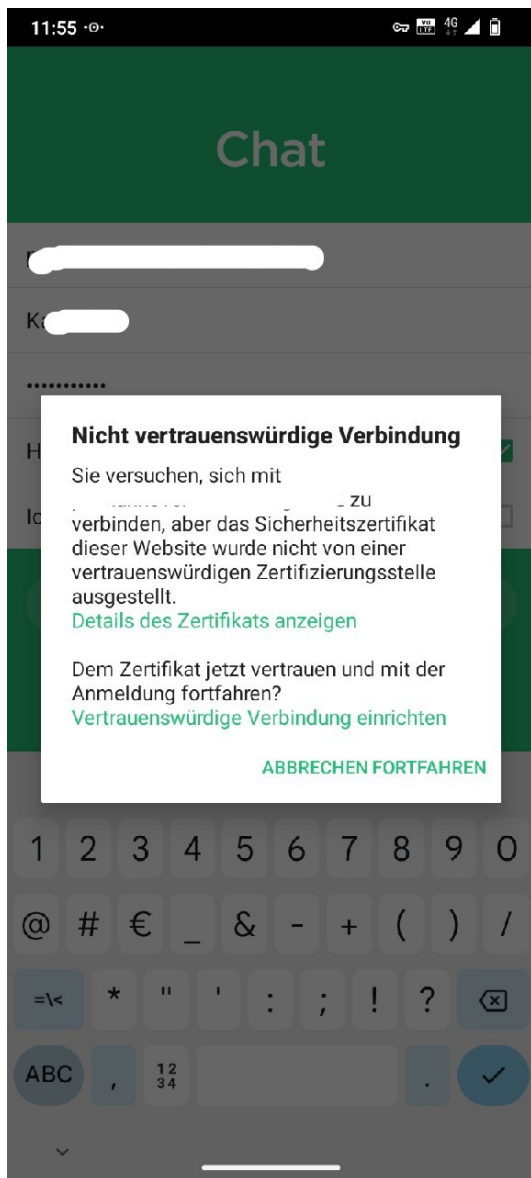 11:55
VO LTE 4G
Chat
Ka
Nicht vertrauenswürdige Verbindung
Sie versuchen, sich mit
zu
verbinden, aber das Sicherheitszertifikat
dieser Website wurde nicht von einer
vertrauenswürdigen Zertifizierungsstelle
ausgestellt.
Details des Zertifikats anzeigen
Dem Zertifikat jetzt vertrauen und mit der
Anmeldung fortfahren?
Vertrauenswürdige Verbindung einrichten
ABBRECHEN FORTFAHREN
1 2 3 4 5 6 7 8 9 0
@ # € _ & - + ( ) /
=\< * " ' : ; ! ?
ABC , 12 34 .